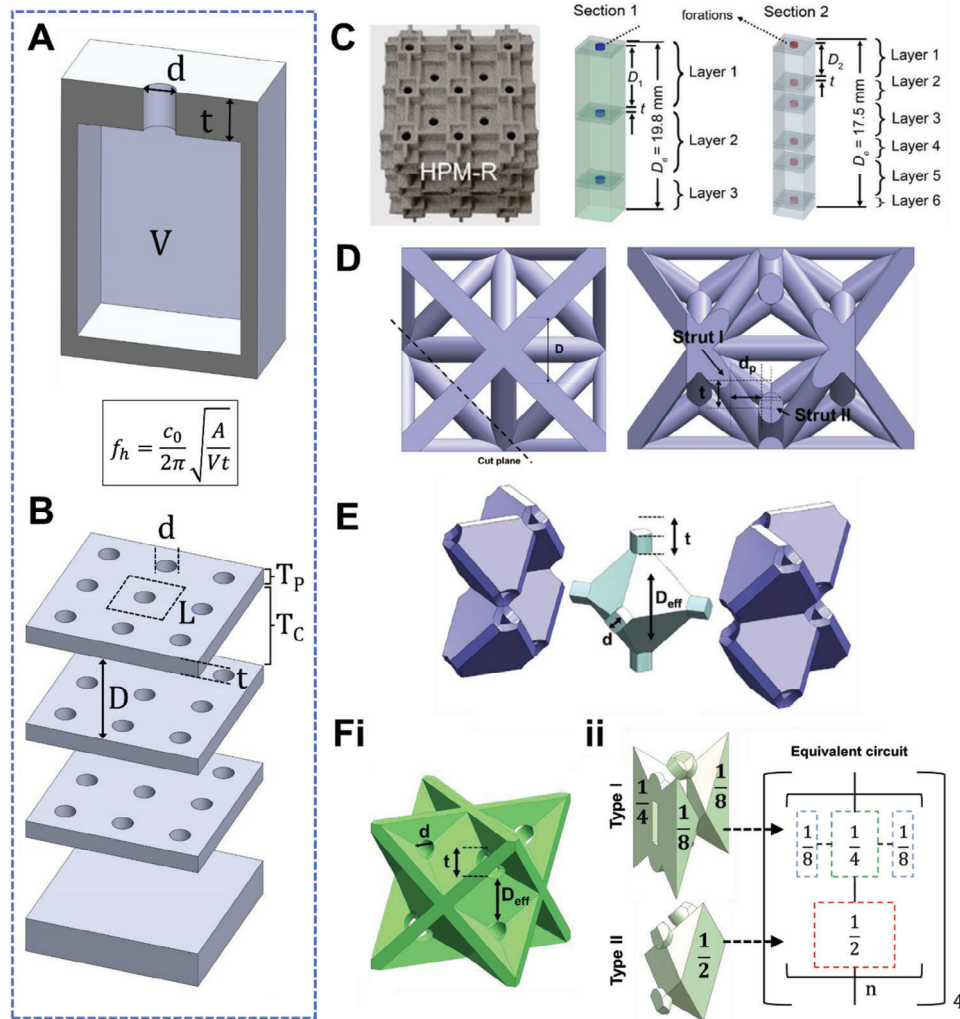 A
d
t
V
f_h = c_0/2π √(A/Vt)
B
d
T_P
L
T_C
t
D
C
HPM-R
Section 1
forations
Section 2
D_1
t
D_e = 19.8 mm
Layer 1
Layer 2
Layer 3
D_2
t
D_e = 17.5 mm
Layer 1
Layer 2
Layer 3
Layer 4
Layer 5
Layer 6
D
D
Cut plane
Strut I
d_p
t
Strut II
E
t
D_eff
d
Fi
d
t
D_eff
ii
Type I
1/4
1/8
1/8
Type II
1/2
Equivalent circuit
1/8
1/4
1/8
1/2
n
4